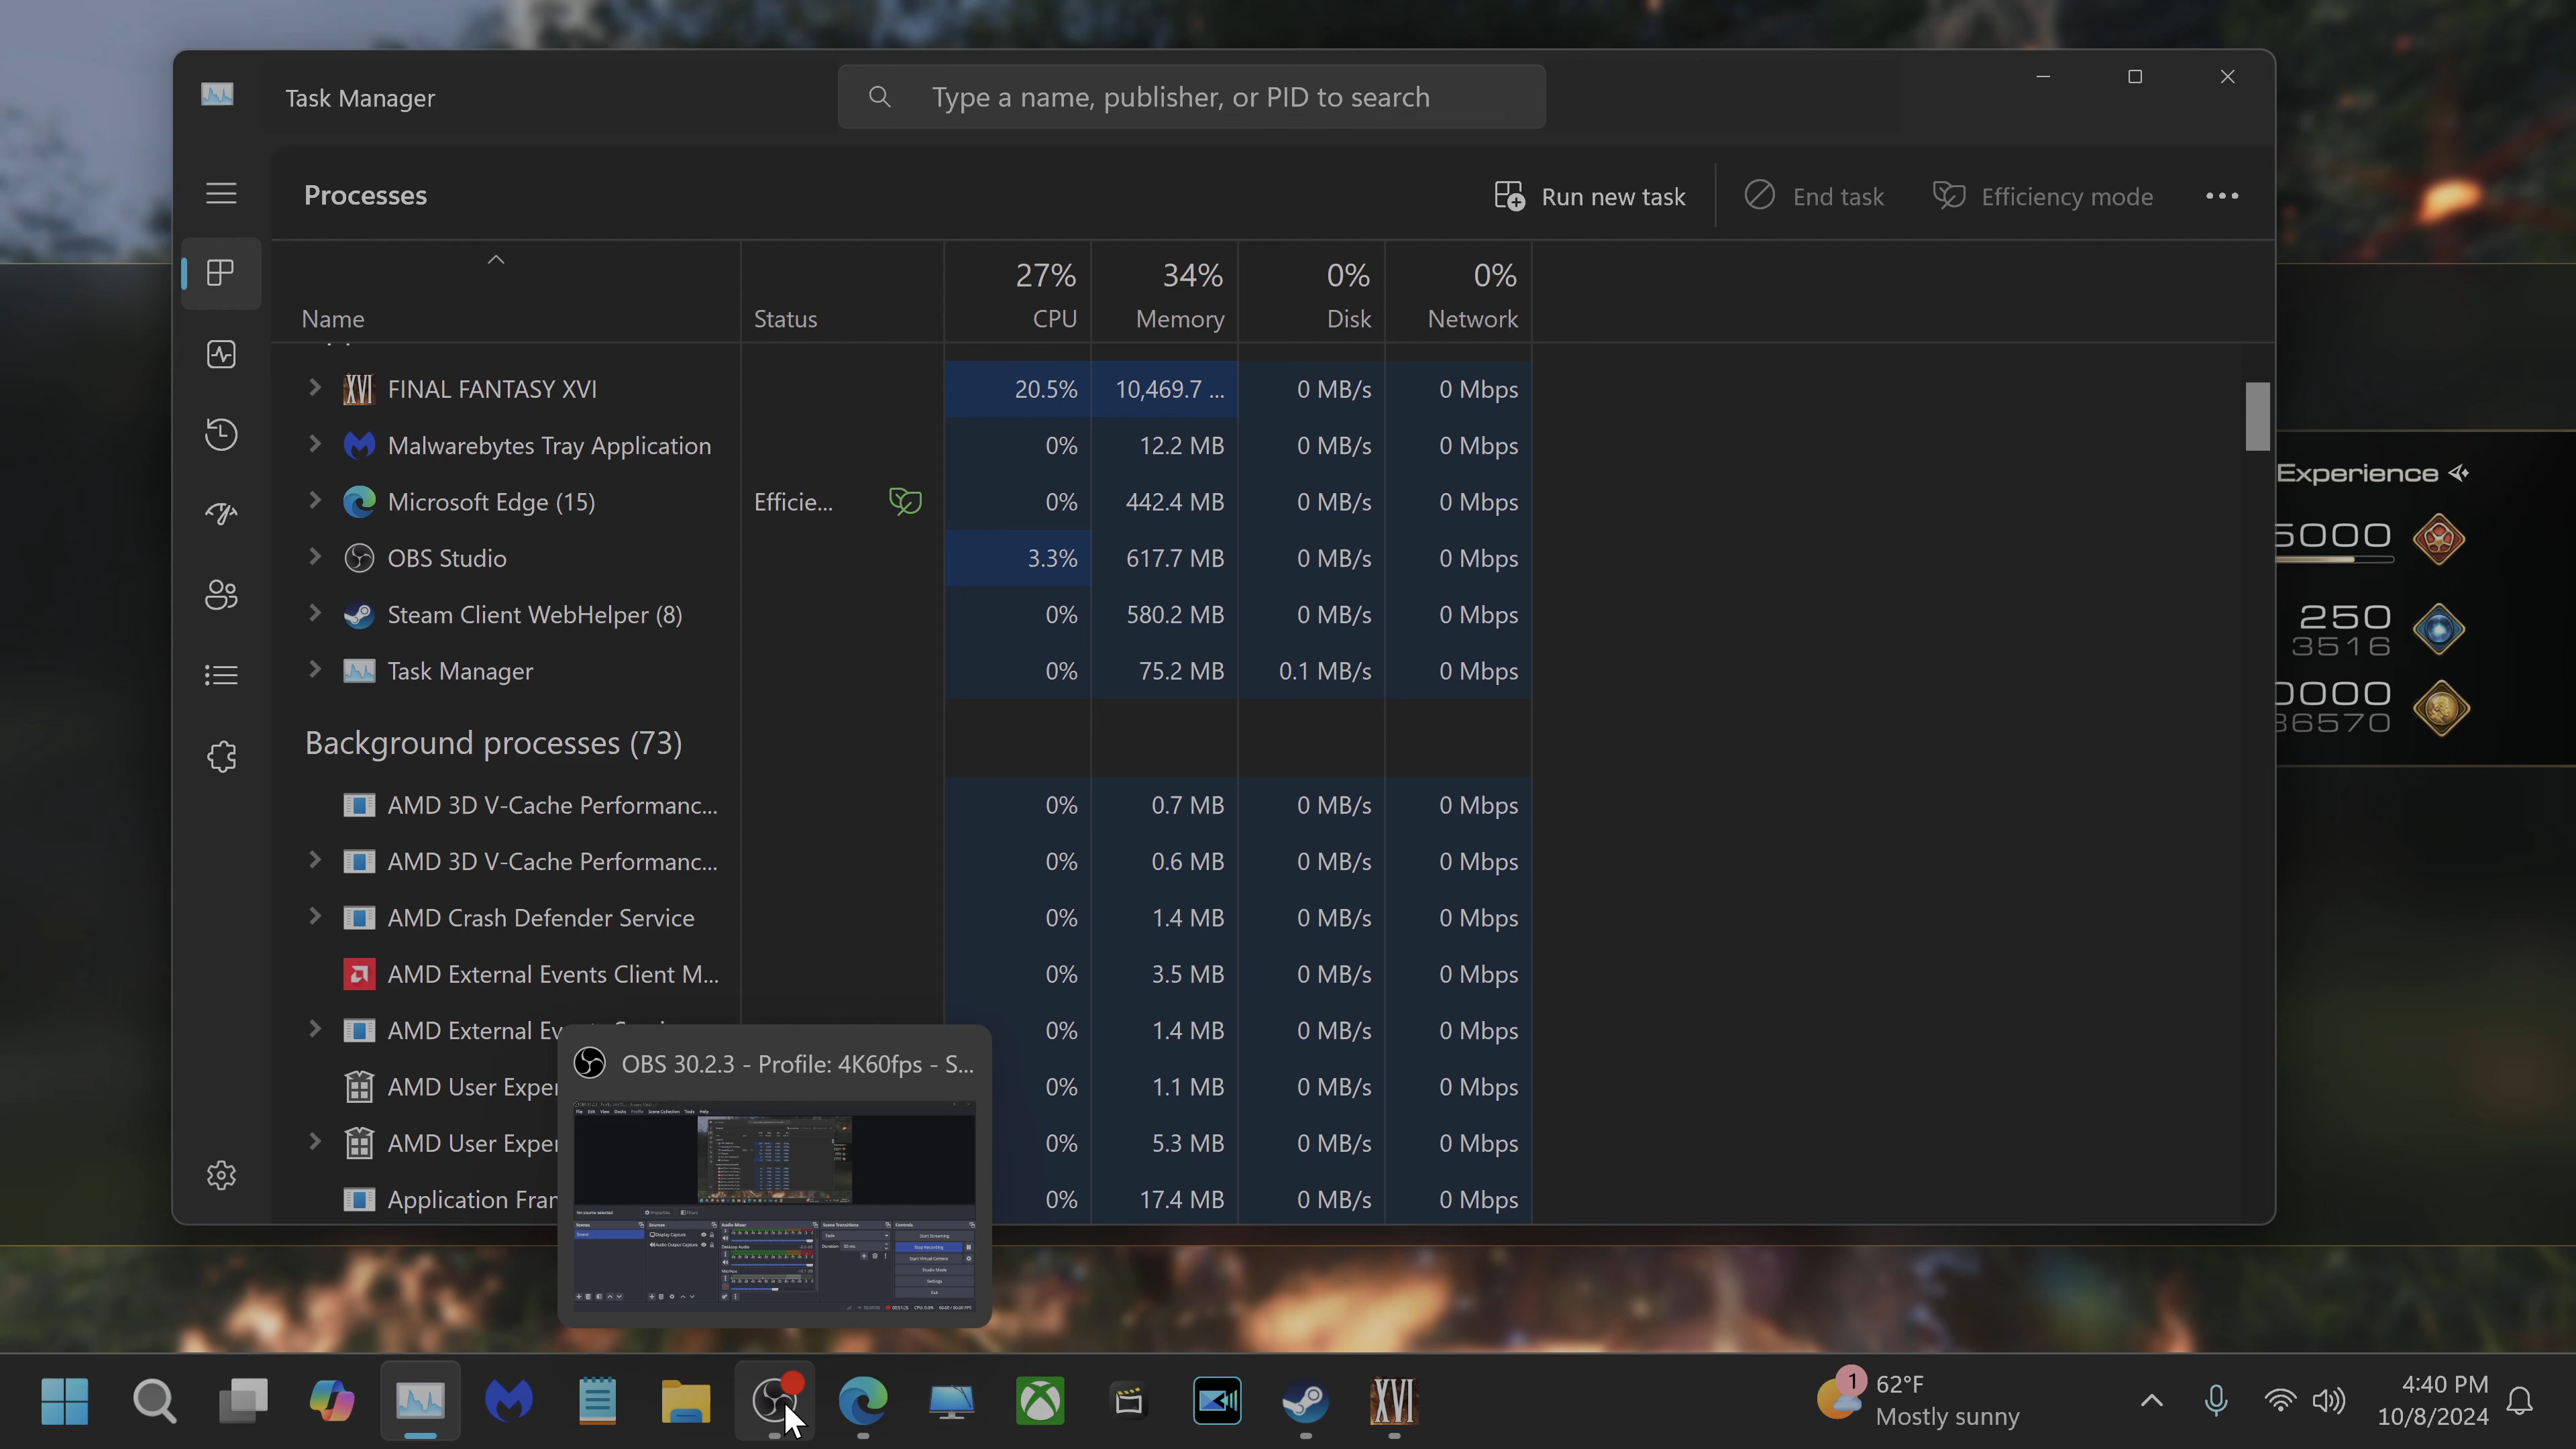 Task Manager
Type a name, publisher, or PID to search
Processes
Run new task
End task
Efficiency mode
Name Status 27% CPU 34% Memory 0% Disk 0% Network
FINAL FANTASY XVI 20.5% 10,469.7 ... 0 MB/s 0 Mbps
Malwarebytes Tray Application 0% 12.2 MB 0 MB/s 0 Mbps
Microsoft Edge (15) Efficie... 0% 442.4 MB 0 MB/s 0 Mbps
OBS Studio 3.3% 617.7 MB 0 MB/s 0 Mbps
Steam Client WebHelper (8) 0% 580.2 MB 0 MB/s 0 Mbps
Task Manager 0% 75.2 MB 0.1 MB/s 0 Mbps
Background processes (73)
AMD 3D V-Cache Performanc... 0% 0.7 MB 0 MB/s 0 Mbps
AMD 3D V-Cache Performanc... 0% 0.6 MB 0 MB/s 0 Mbps
AMD Crash Defender Service 0% 1.4 MB 0 MB/s 0 Mbps
AMD External Events Client M... 0% 3.5 MB 0 MB/s 0 Mbps
AMD External 0% 1.4 MB 0 MB/s 0 Mbps
AMD User Exper 0% 1.1 MB 0 MB/s 0 Mbps
AMD User Exper 0% 5.3 MB 0 MB/s 0 Mbps
Application Fram 0% 17.4 MB 0 MB/s 0 Mbps
OBS 30.2.3 - Profile: 4K60fps - S...
Experience
5000
250
3516
0000
36570
XVI
1
62°F
Mostly sunny
4:40 PM
10/8/2024